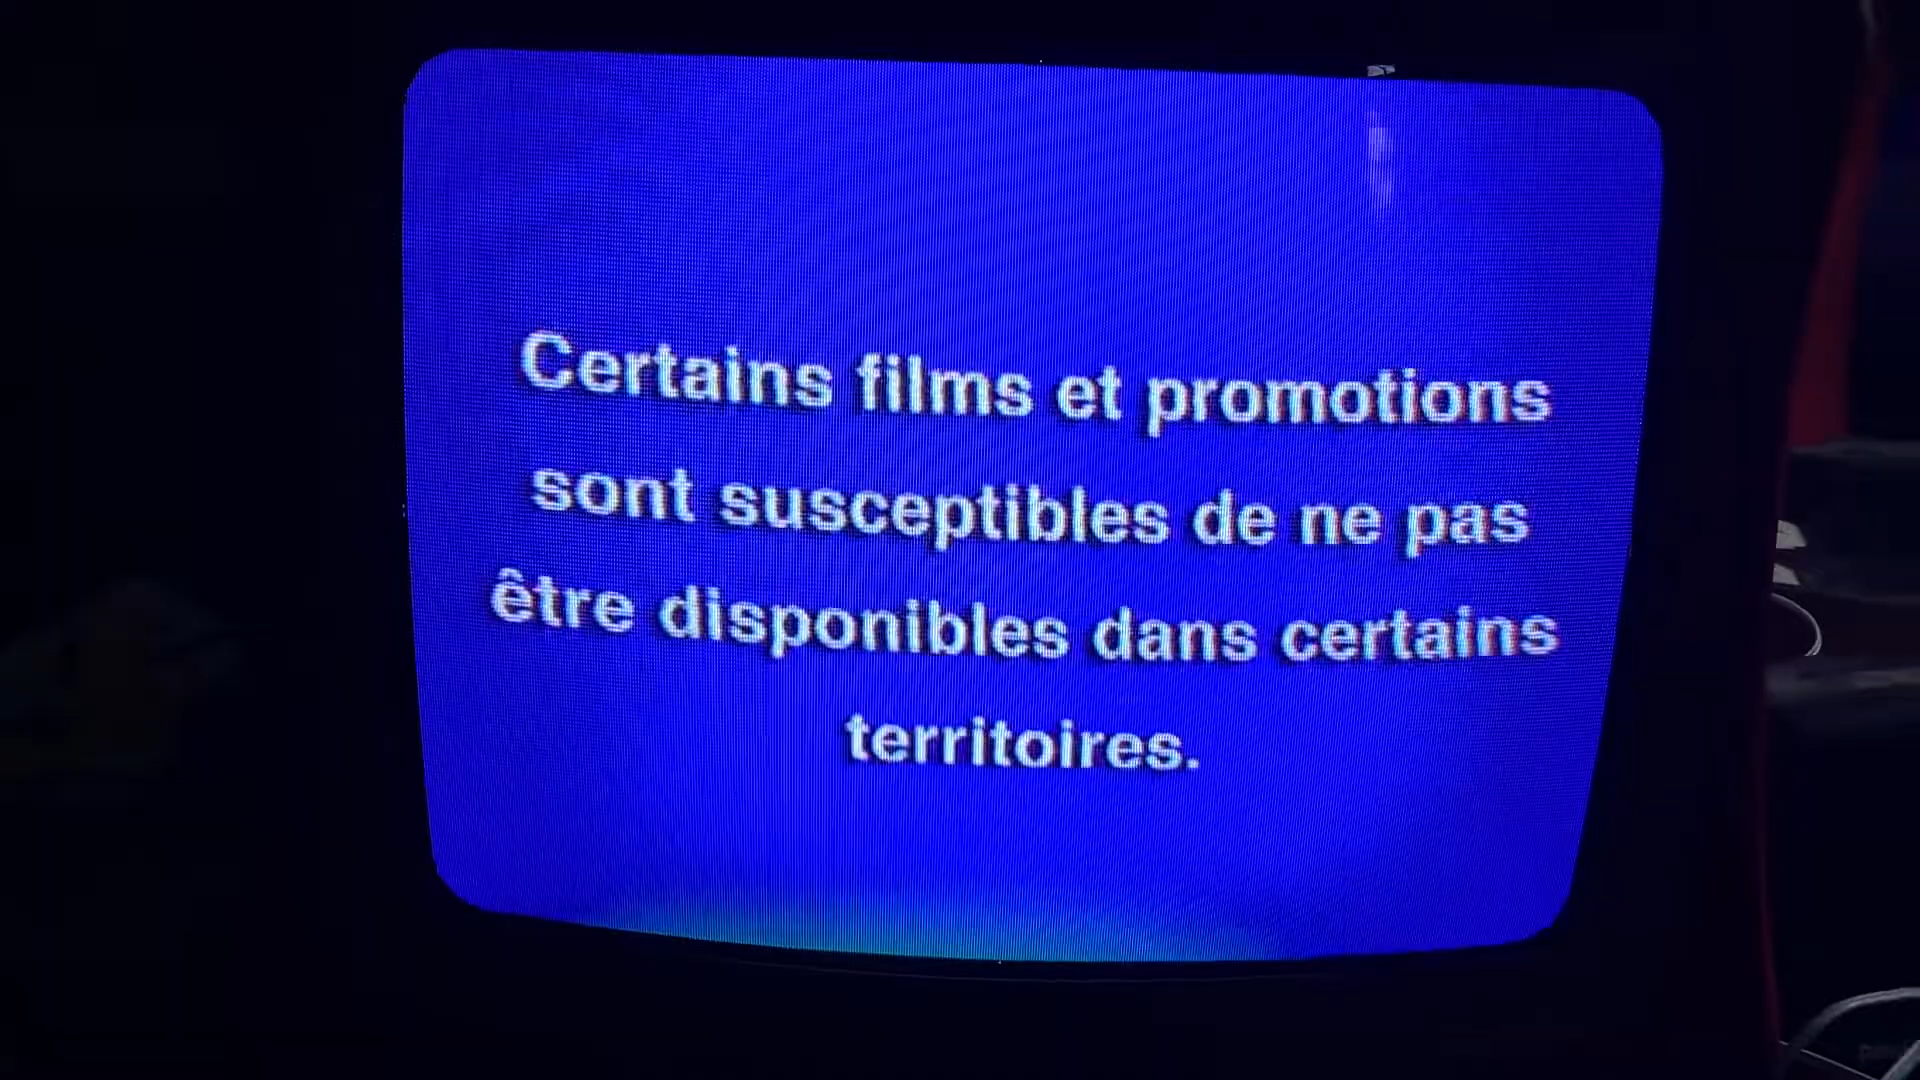 Certains films et promotions
sont susceptibles de ne pas
être disponibles dans certains
territoires.